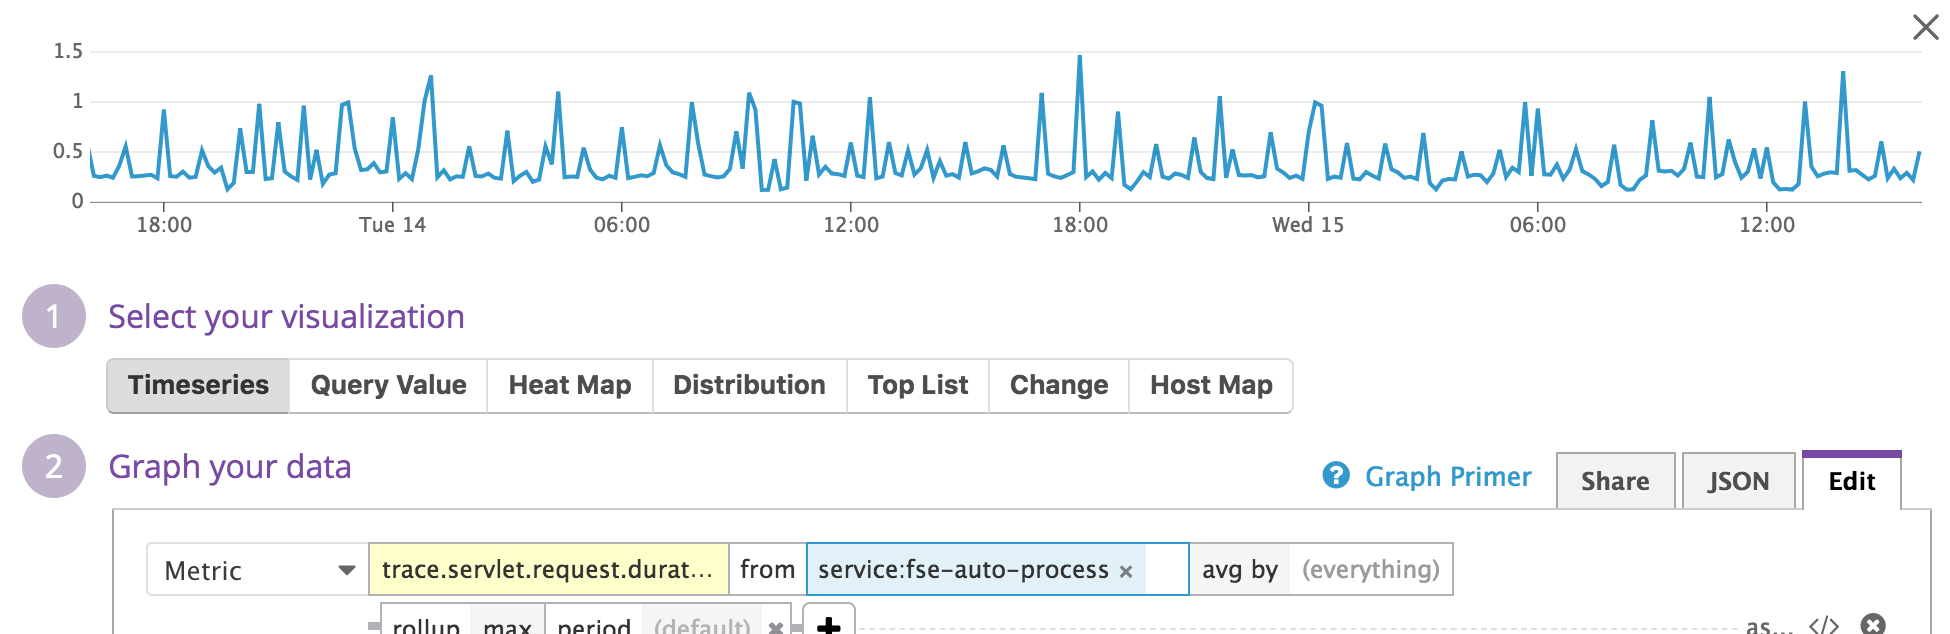 1.5
1
0.5
0
18:00 Tue 14 06:00 12:00 18:00 Wed 15 06:00 12:00
1 Select your visualization
Timeseries Query Value Heat Map Distribution Top List Change Host Map
2 Graph your data
? Graph Primer Share JSON Edit
Metric trace.servlet.request.durat... from service:fse-auto-process × avg by (everything)
rollup max period (default) × + as... </> ×